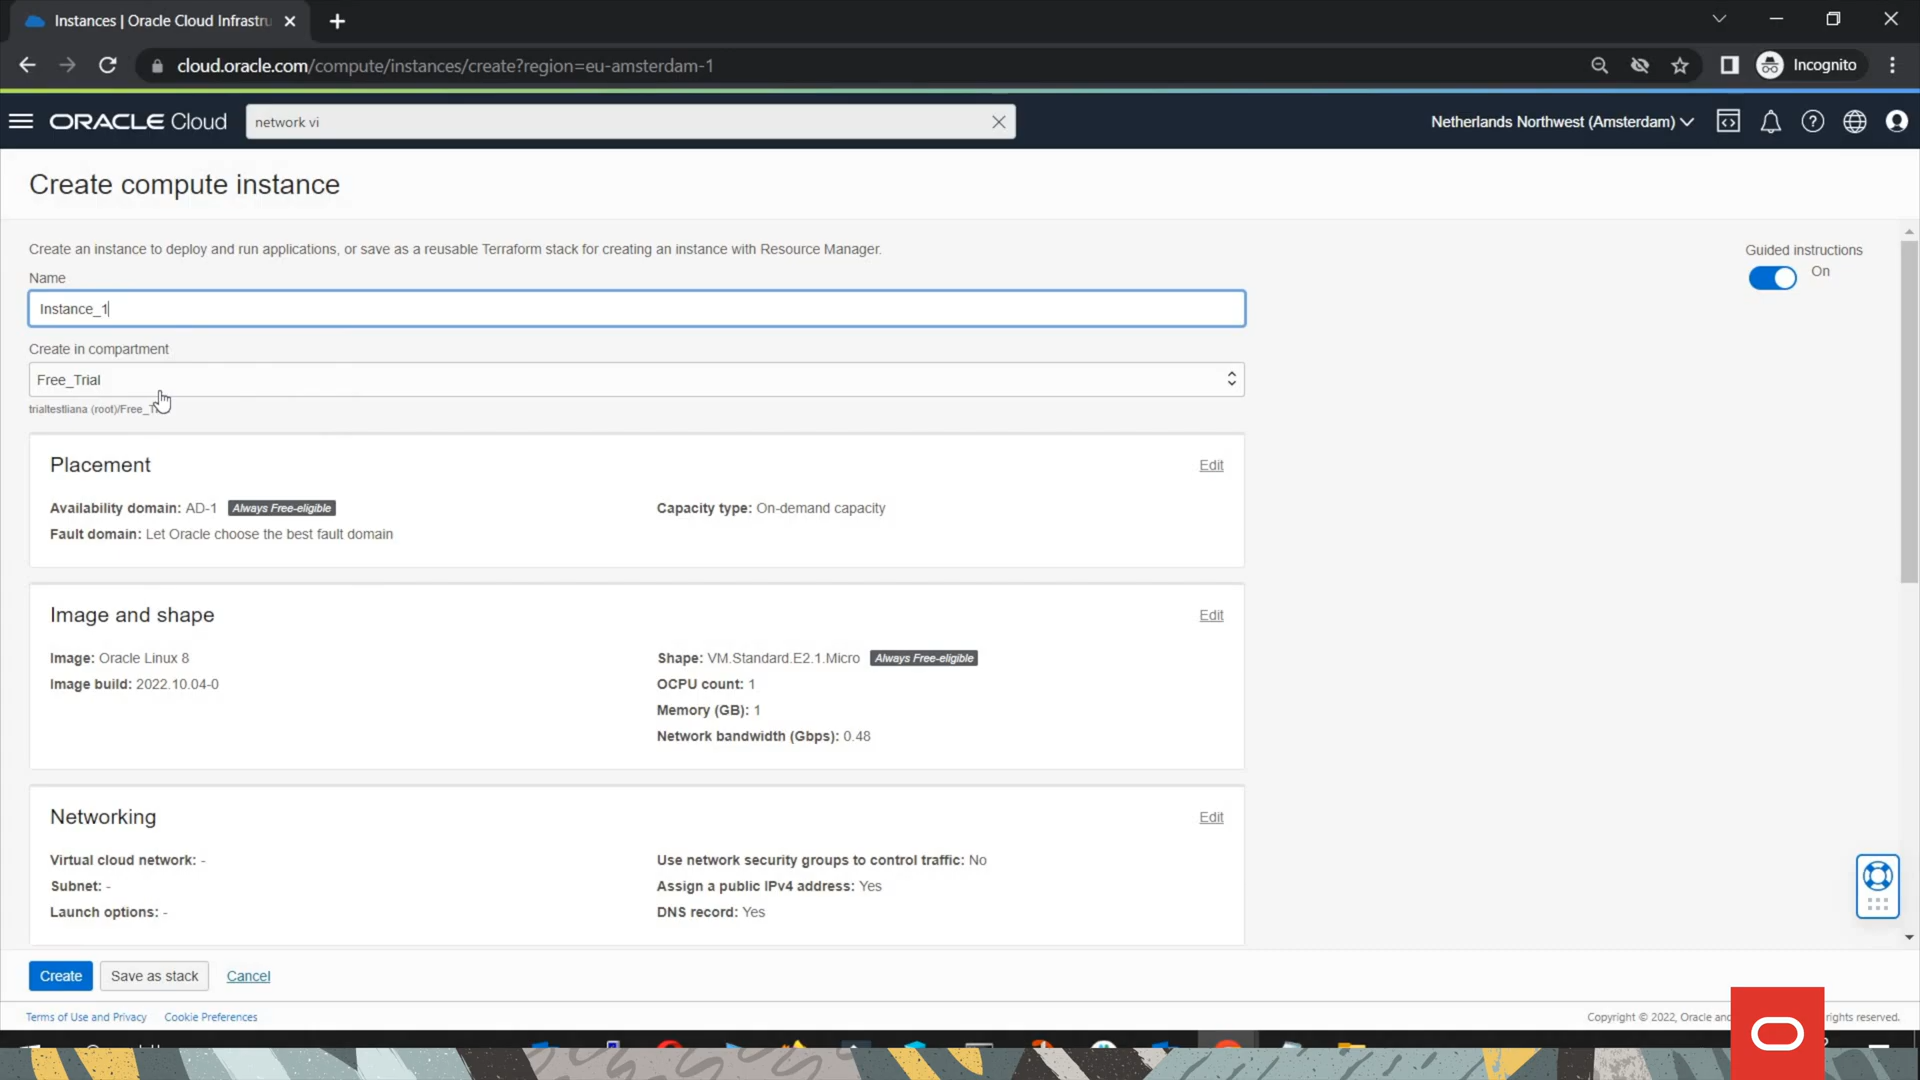 Instances | Oracle Cloud Infrastru
cloud.oracle.com/compute/instances/create?region=eu-amsterdam-1
Incognito
ORACLE Cloud
network vi
Netherlands Northwest (Amsterdam)
Create compute instance
Create an instance to deploy and run applications, or save as a reusable Terraform stack for creating an instance with Resource Manager.
Guided instructions
On
Name
Instance_1
Create in compartment
Free_Trial
trialtestliana (root)/Free_T
Placement
Edit
Availability domain: AD-1 Always Free-eligible
Capacity type: On-demand capacity
Fault domain: Let Oracle choose the best fault domain
Image and shape
Edit
Image: Oracle Linux 8
Shape: VM.Standard.E2.1.Micro Always Free-eligible
Image build: 2022.10.04-0
OCPU count: 1
Memory (GB): 1
Network bandwidth (Gbps): 0.48
Networking
Edit
Virtual cloud network: -
Use network security groups to control traffic: No
Subnet: -
Assign a public IPv4 address: Yes
Launch options: -
DNS record: Yes
Create
Save as stack
Cancel
Terms of Use and Privacy
Cookie Preferences
Copyright © 2022, Oracle an
rights reserved.